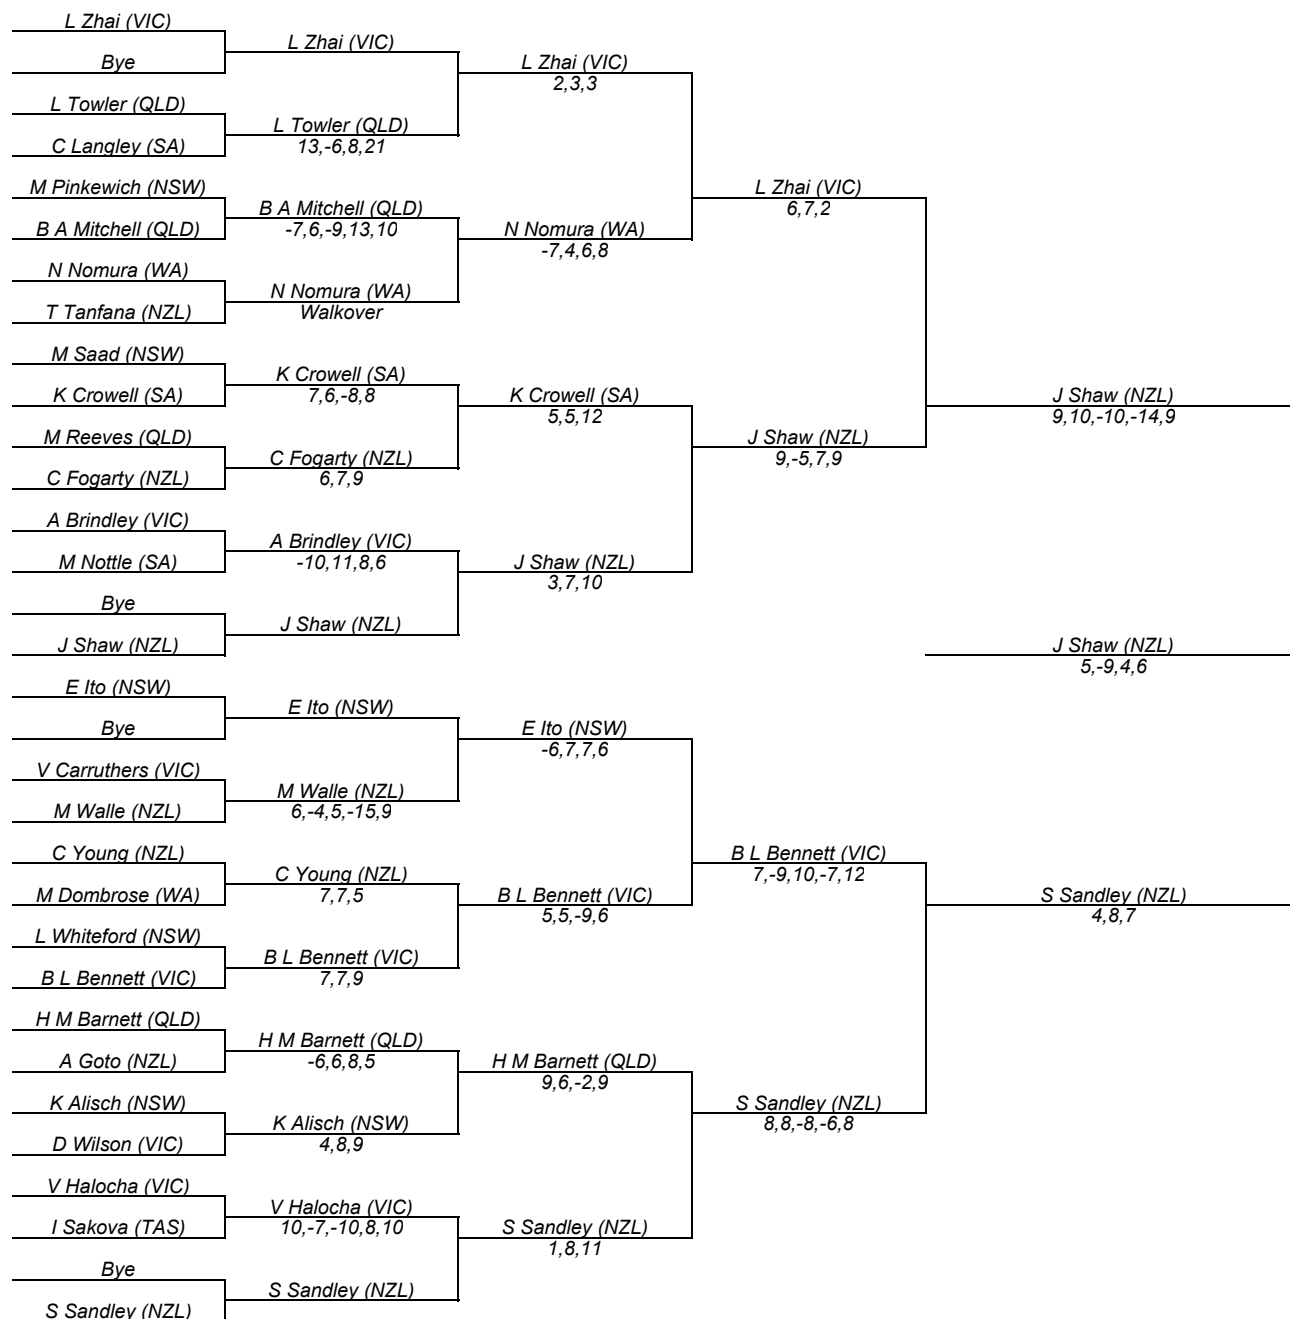 L Zhai (VIC)
Bye
L Towler (QLD)
C Langley (SA)
M Pinkewich (NSW)
B A Mitchell (QLD)
N Nomura (WA)
T Tanfana (NZL)
M Saad (NSW)
K Crowell (SA)
M Reeves (QLD)
C Fogarty (NZL)
A Brindley (VIC)
M Nottle (SA)
Bye
J Shaw (NZL)
E Ito (NSW)
Bye
V Carruthers (VIC)
M Walle (NZL)
C Young (NZL)
M Dombrose (WA)
L Whiteford (NSW)
B L Bennett (VIC)
H M Barnett (QLD)
A Goto (NZL)
K Alisch (NSW)
D Wilson (VIC)
V Halocha (VIC)
I Sakova (TAS)
Bye
S Sandley (NZL)
L Zhai (VIC)
L Towler (QLD)
13,-6,8,21
B A Mitchell (QLD)
-7,6,-9,13,10
N Nomura (WA)
Walkover
K Crowell (SA)
7,6,-8,8
C Fogarty (NZL)
6,7,9
A Brindley (VIC)
-10,11,8,6
J Shaw (NZL)
E Ito (NSW)
M Walle (NZL)
6,-4,5,-15,9
C Young (NZL)
7,7,5
B L Bennett (VIC)
7,7,9
H M Barnett (QLD)
-6,6,8,5
K Alisch (NSW)
4,8,9
V Halocha (VIC)
10,-7,-10,8,10
S Sandley (NZL)
L Zhai (VIC)
2,3,3
N Nomura (WA)
-7,4,6,8
K Crowell (SA)
5,5,12
J Shaw (NZL)
3,7,10
E Ito (NSW)
-6,7,7,6
B L Bennett (VIC)
5,5,-9,6
H M Barnett (QLD)
9,6,-2,9
S Sandley (NZL)
1,8,11
L Zhai (VIC)
6,7,2
J Shaw (NZL)
9,-5,7,9
B L Bennett (VIC)
7,-9,10,-7,12
S Sandley (NZL)
8,8,-8,-6,8
J Shaw (NZL)
9,10,-10,-14,9
J Shaw (NZL)
5,-9,4,6
S Sandley (NZL)
4,8,7